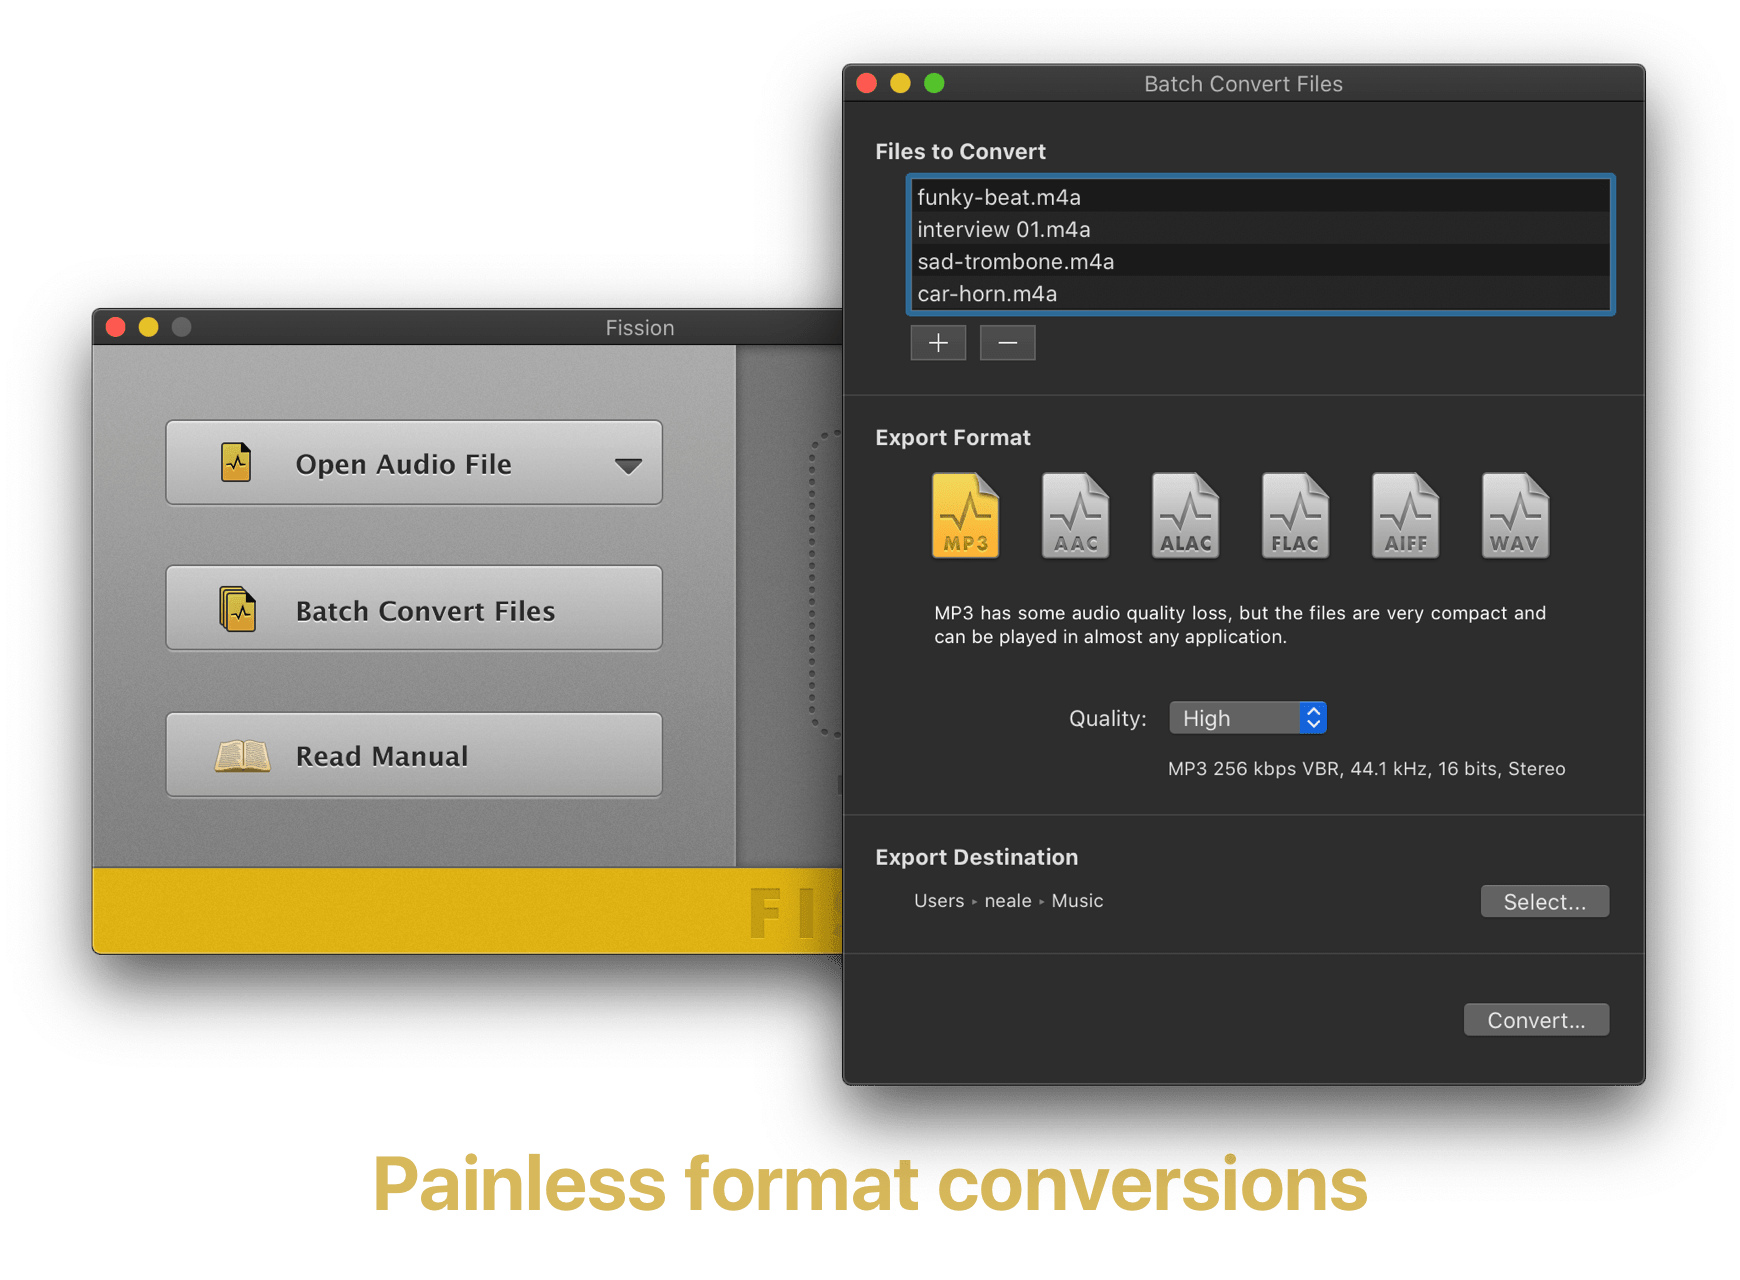 Batch Convert Files
Files to Convert
funky-beat.m4a
interview 01.m4a
sad-trombone.m4a
car-horn.m4a
Fission
Open Audio File
Batch Convert Files
Read Manual
Export Format
MP3 AAC ALAC FLAC AIFF WAV
MP3 has some audio quality loss, but the files are very compact and
can be played in almost any application.
Quality: High
MP3 256 kbps VBR, 44.1 kHz, 16 bits, Stereo
Export Destination
Users ▸ neale ▸ Music
Select...
Convert...
Painless format conversions